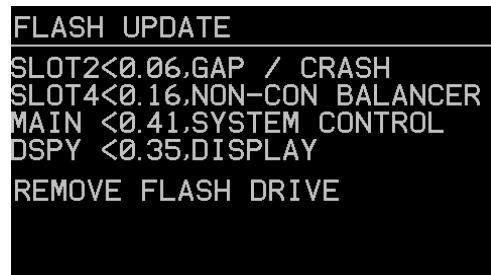 FLASH UPDATE
SLOT2<0.06,GAP / CRASH
SLOT4<0.16,NON-CON BALANCER
MAIN <0.41,SYSTEM CONTROL
DSPY <0.35,DISPLAY
REMOVE FLASH DRIVE